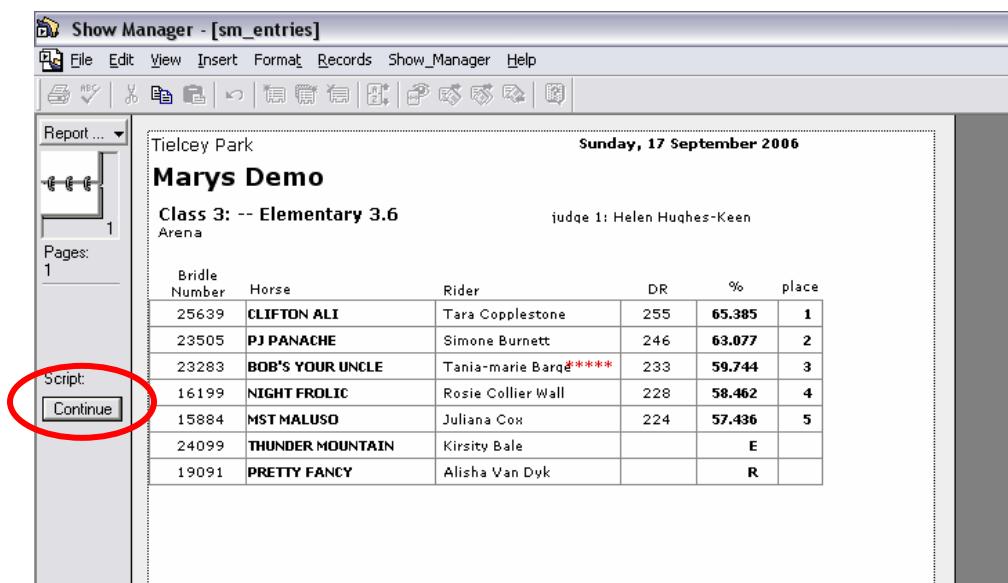 Show Manager - [sm_entries]
File Edit View Insert Format Records Show_Manager Help
Report ...
1
Pages:
1
Script:
Continue
Tielcey Park Sunday, 17 September 2006
Marys Demo
Class 3: -- Elementary 3.6 judge 1: Helen Hughes-Keen
Arena
Bridle
Number Horse Rider DR % place
25639 CLIFTON ALI Tara Copplestone 255 65.385 1
23505 PJ PANACHE Simone Burnett 246 63.077 2
23283 BOB'S YOUR UNCLE Tania-marie ***** 233 59.744 3
16199 NIGHT FROLIC Rosie Collier Wall 228 58.462 4
15884 MST MALUSO Juliana Cox 224 57.436 5
24099 THUNDER MOUNTAIN Kirsity Bale E
19091 PRETTY FANCY Alisha Van Dyk R